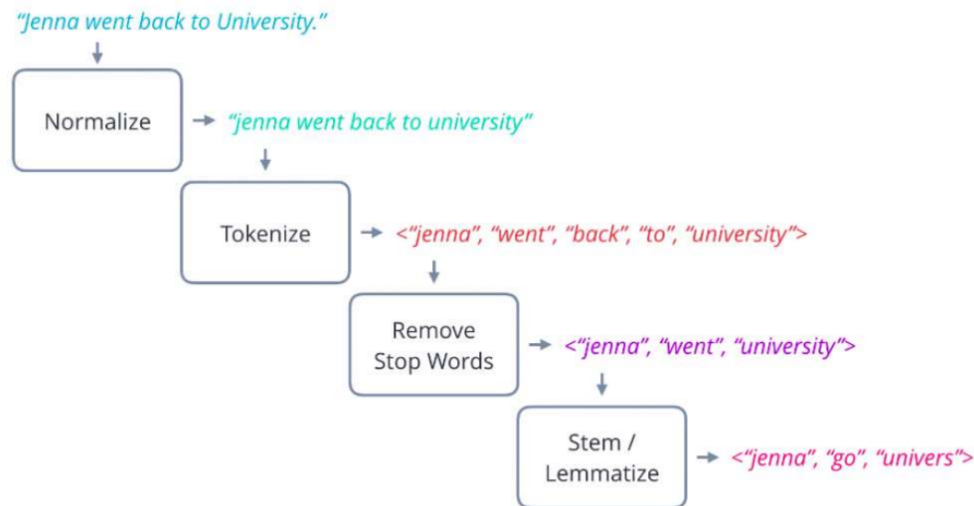 “Jenna went back to University.”
Normalize
“jenna went back to university”
Tokenize
<“jenna”, “went”, “back”, “to”, “university”>
Remove
Stop Words
<“jenna”, “went”, “university”>
Stem /
Lemmatize
<“jenna”, “go”, “univers”>